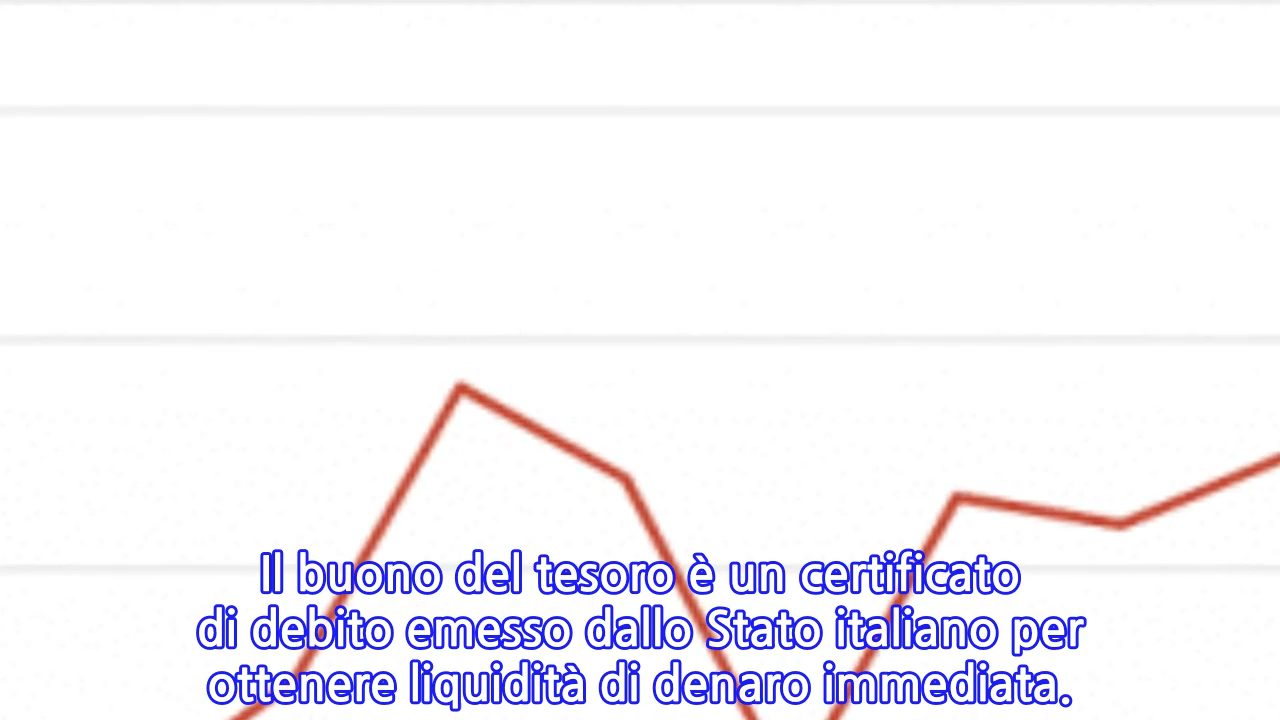 Il buono del tesoro è un certificato
di debito emesso dallo Stato italiano per
ottenere liquidità di denaro immediata.